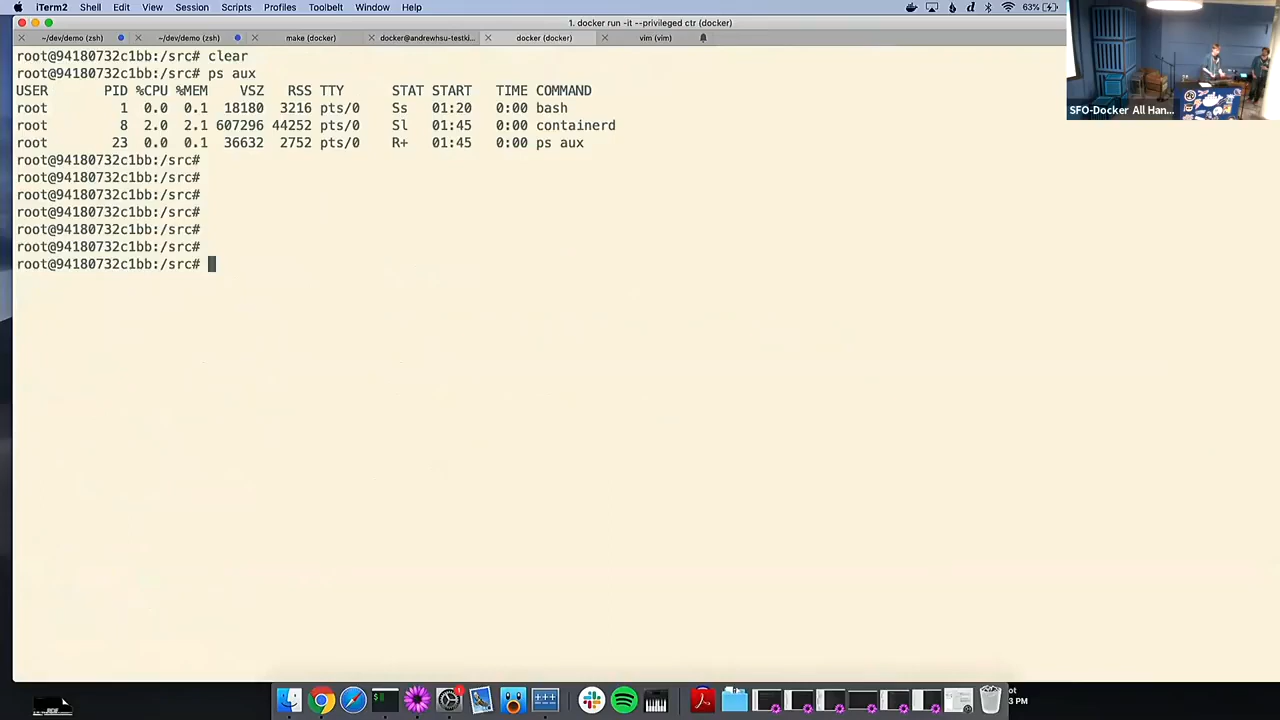 iTerm2 Shell Edit View Session Scripts Profiles Toolbelt Window Help 63%
1. docker run -it --privileged ctr (docker)
~/dev/demo (zsh) ~/dev/demo (zsh) make (docker) docker@andrewhsu-testki... docker (docker) vim (vim)
SFO-Docker All Han...
root@94180732c1bb:/src# clear
root@94180732c1bb:/src# ps aux
USER PID %CPU %MEM VSZ RSS TTY STAT START TIME COMMAND
root 1 0.0 0.1 18180 3216 pts/0 Ss 01:20 0:00 bash
root 8 2.0 2.1 607296 44252 pts/0 Sl 01:45 0:00 containerd
root 23 0.0 0.1 36632 2752 pts/0 R+ 01:45 0:00 ps aux
root@94180732c1bb:/src#
root@94180732c1bb:/src#
root@94180732c1bb:/src#
root@94180732c1bb:/src#
root@94180732c1bb:/src#
root@94180732c1bb:/src#
root@94180732c1bb:/src#
ot
3 PM